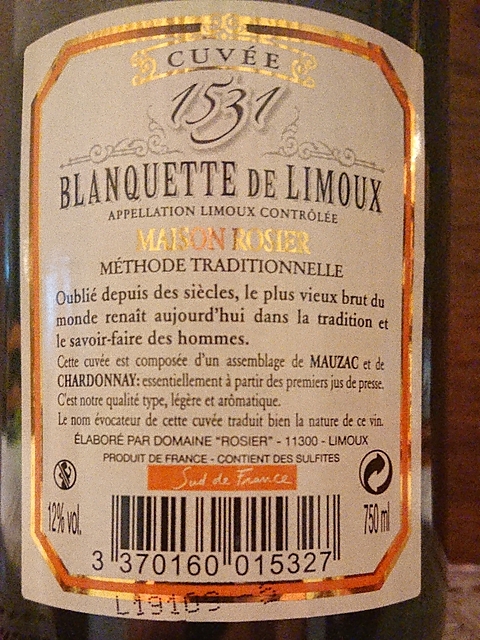 CUVÉE
1531
BLANQUETTE DE LIMOUX
APPELLATION LIMOUX CONTRÔLÉE
MAISON ROSIER
MÉTHODE TRADITIONNELLE
Oublié depuis des siècles, le plus vieux brut du
monde renaît aujourd'hui dans la tradition et
le savoir-faire des hommes.
Cette cuvée est composée d'un assemblage de MAUZAC et de
CHARDONNAY: essentiellement à partir des premiers jus de presse.
C'est notre qualité type, légère et arômatique.
Le nom évocateur de cette cuvée traduit bien la nature de ce vin.
ÉLABORÉ PAR DOMAINE "ROSIER" - 11300 - LIMOUX
PRODUIT DE FRANCE - CONTIENT DES SULFITES
Sud de France
12% vol.
750 ml
3 370160 015327